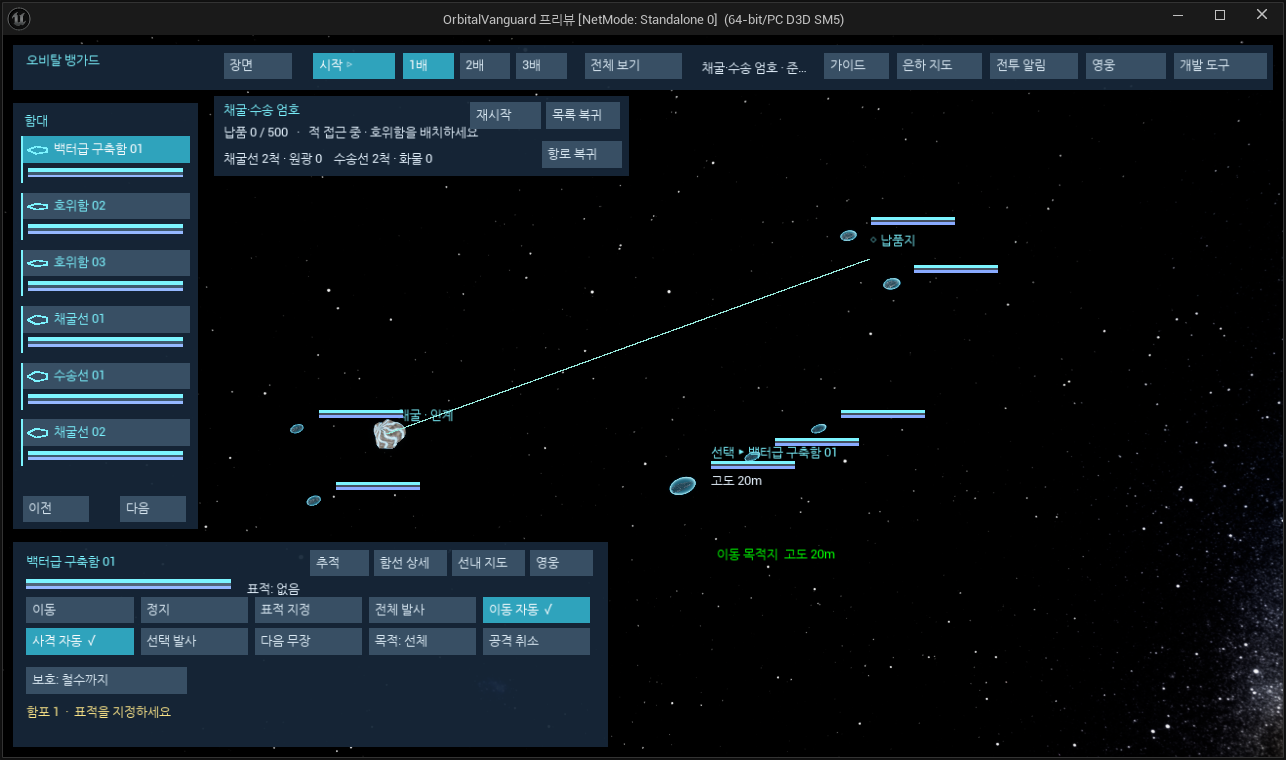 OrbitalVanguard 프리뷰 [NetMode: Standalone 0]  (64-bit/PC D3D SM5)
오비탈 뱅가드
장면
시작 ▷
1배
2배
3배
전체 보기
채굴·수송 엄호 · 준...
가이드
은하 지도
전투 알림
영웅
개발 도구
함대
백터급 구축함 01
호위함 02
호위함 03
채굴선 01
수송선 01
채굴선 02
이전
다음
채굴·수송 엄호
재시작
목록 복귀
납품 0 / 500 · 적 접근 중 · 호위함을 배치하세요
항로 복귀
채굴선 2척 · 원광 0 수송선 2척 · 화물 0
◇ 납품지
채굴 · 인계
선택 ▶ 백터급 구축함 01
고도 20m
이동 목적지 고도 20m
백터급 구축함 01
추적
함선 상세
선내 지도
영웅
표적: 없음
이동
정지
표적 지정
전체 발사
이동 자동 √
사격 자동 √
선택 발사
다음 무장
목적: 선체
공격 취소
보호: 철수까지
함포 1 · 표적을 지정하세요